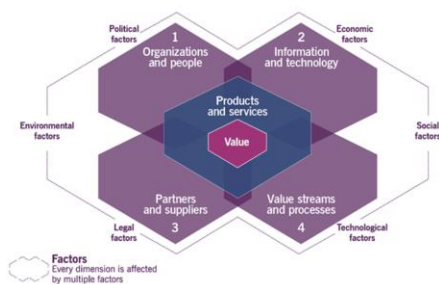 Political
factors
Economic
factors
1
Organizations
and people
2
Information
and technology
Products
and services
Environmental
factors
Value
Social
factors
Partners
and suppliers
3
Value streams
and processes
4
Legal
factors
Technological
factors
Factors
Every dimension is affected
by multiple factors